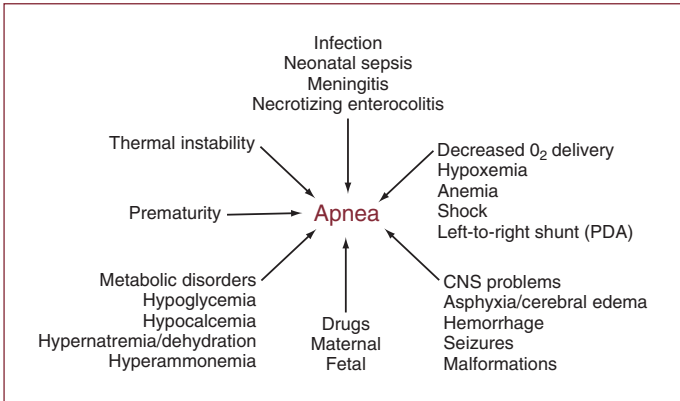 Infection
Neonatal sepsis
Meningitis
Necrotizing enterocolitis
Thermal instability
Decreased 0₂ delivery
Hypoxemia
Anemia
Shock
Left-to-right shunt (PDA)
Prematurity
Apnea
Metabolic disorders
Hypoglycemia
Hypocalcemia
Hypernatremia/dehydration
Hyperammonemia
Drugs
Maternal
Fetal
CNS problems
Asphyxia/cerebral edema
Hemorrhage
Seizures
Malformations